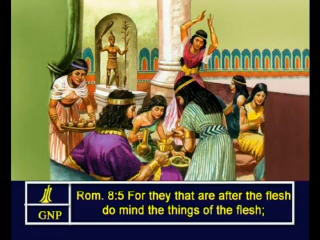 Rom. 8:5 For they that are after the flesh
do mind the things of the flesh;
GNP